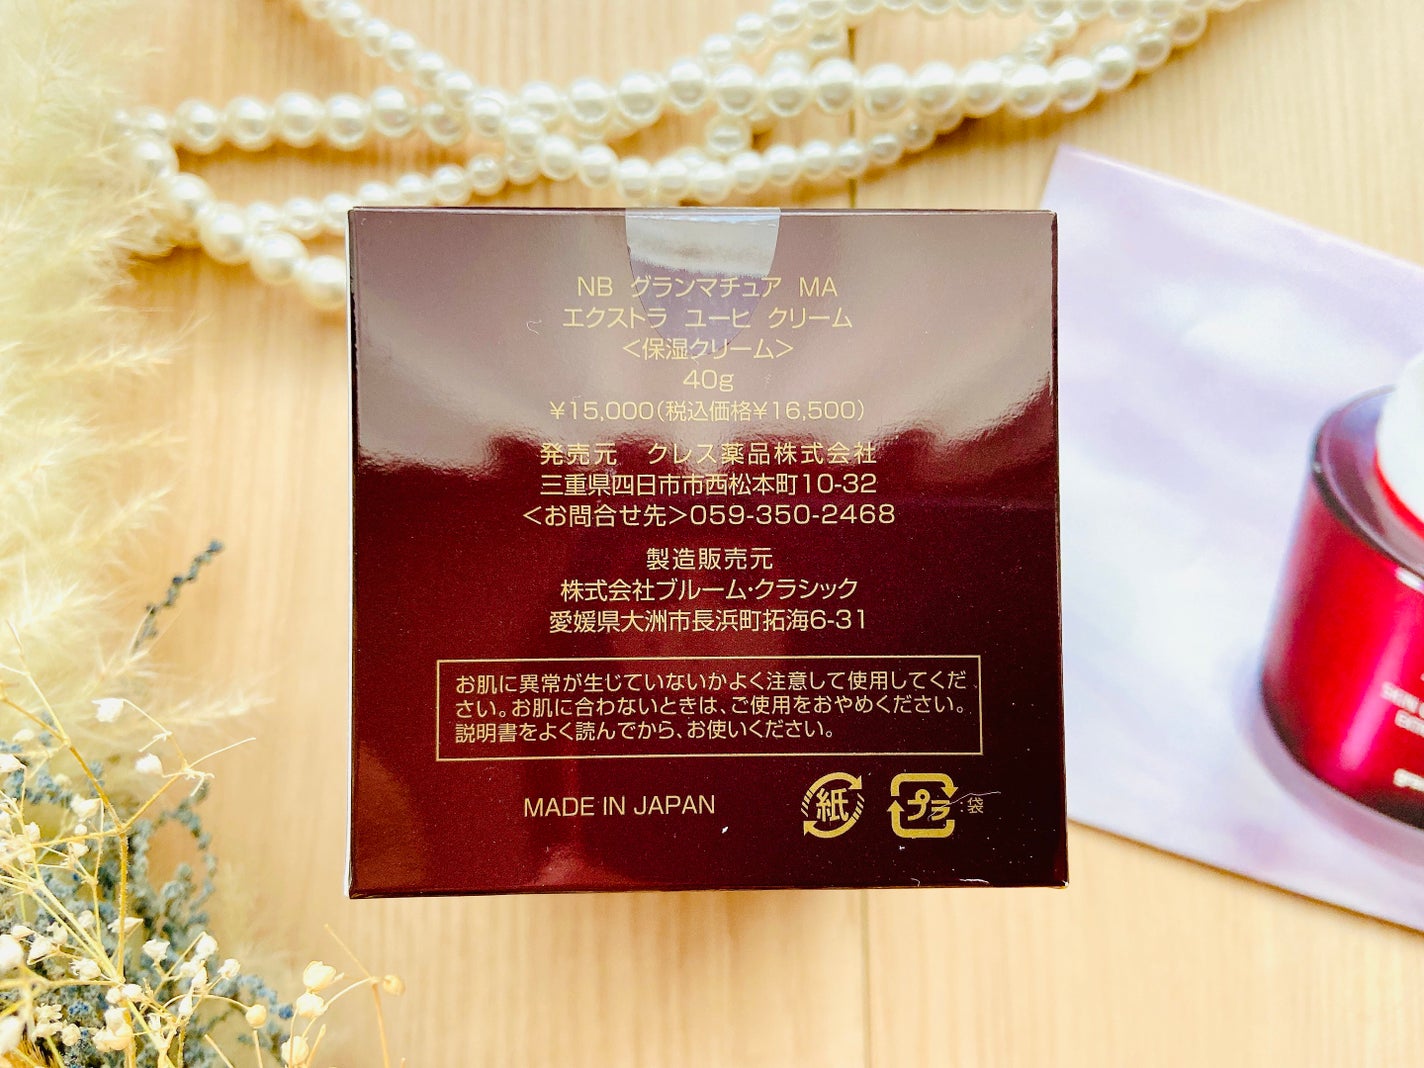 NB グランマチュア MA
エクストラ ユーヒ クリーム
<保湿クリーム>
40g
¥15,000(税込価格¥16,500)
発売元 クレス薬品株式会社
三重県四日市市西松本町10-32
<お問合せ先>059-350-2468
製造販売元
株式会社ブルーム・クラシック
愛媛県大洲市長浜町拓海6-31
お肌に異常が生じていないかよく注意して使用してくだ
さい。お肌に合わないときは、ご使用をおやめください。
説明書をよく読んでから、お使いください。
MADE IN JAPAN
紙
プラ
:袋